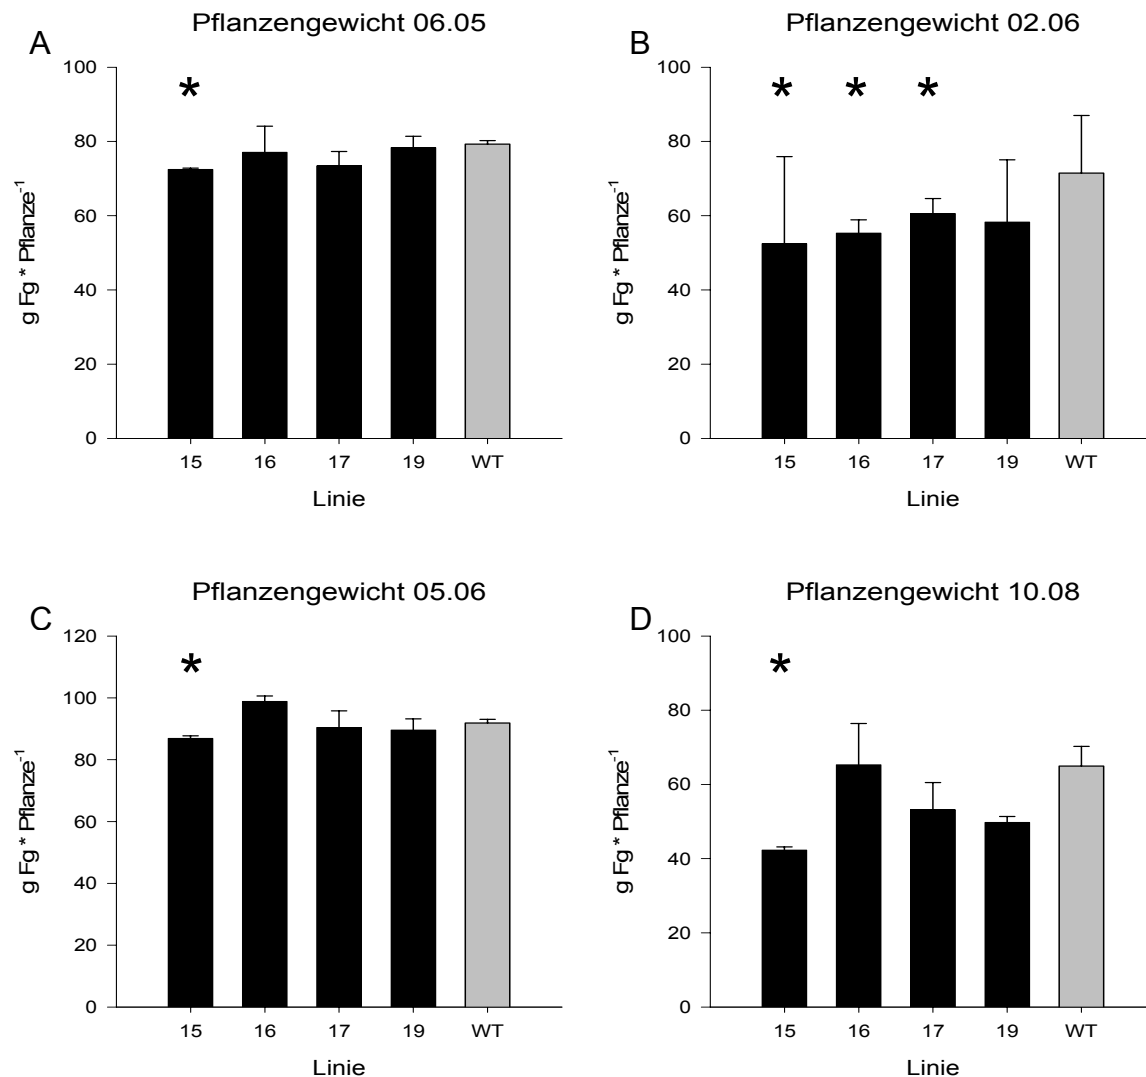 A
Pflanzengewicht 06.05
100
80
60
40
20
0
g Fg * Pflanze⁻¹
*
15 16 17 19 WT
Linie
B
Pflanzengewicht 02.06
100
80
60
40
20
0
g Fg * Pflanze⁻¹
* * *
15 16 17 19 WT
Linie
C
Pflanzengewicht 05.06
120
100
80
60
40
20
0
g Fg * Pflanze⁻¹
*
15 16 17 19 WT
Linie
D
Pflanzengewicht 10.08
100
80
60
40
20
0
g Fg * Pflanze⁻¹
*
15 16 17 19 WT
Linie